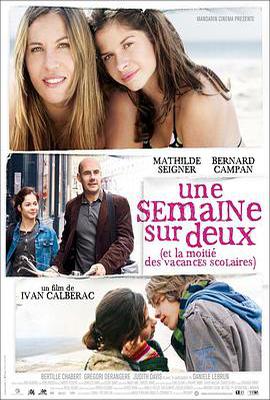 MANDARIN CINEMA PRÉSENTE
MATHILDE SEIGNER
BERNARD CAMPAN
une
semaine
sur deux
(et la moitié
des vacances scolaires)
un film de
IVAN CALBERAC
BERTILLE CHABERT GRÉGORI DERANGÈRE JUDITH DAVIS DANIÈLE LEBRUN